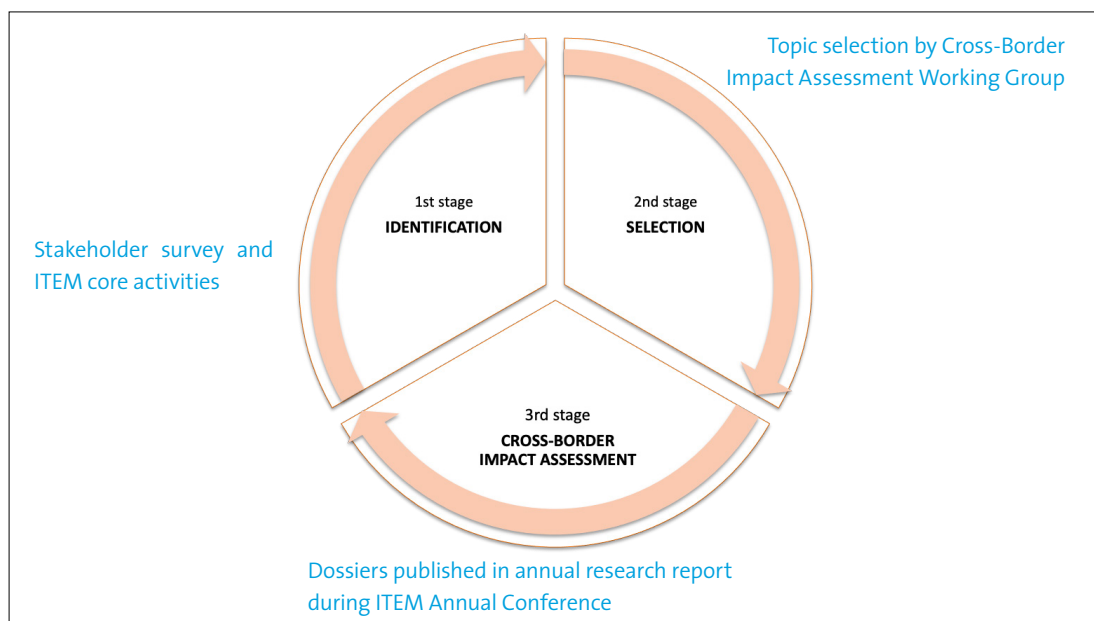 Topic selection by Cross-Border
Impact Assessment Working Group
1st stage
IDENTIFICATION
2nd stage
SELECTION
Stakeholder survey and
ITEM core activities
3rd stage
CROSS-BORDER
IMPACT ASSESSMENT
Dossiers published in annual research report
during ITEM Annual Conference